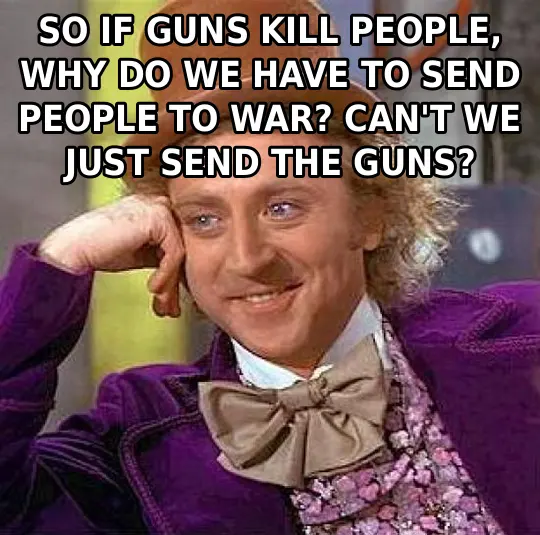 SO IF GUNS KILL PEOPLE,
WHY DO WE HAVE TO SEND
PEOPLE TO WAR? CAN'T WE
JUST SEND THE GUNS?